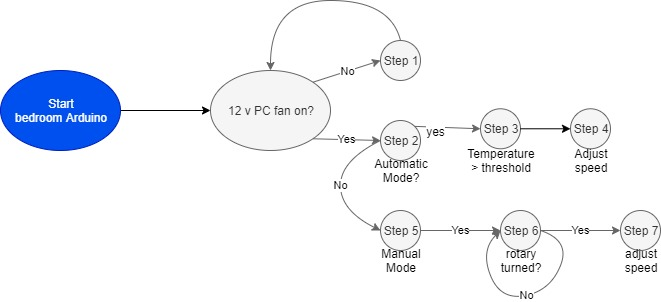 Start
bedroom Arduino
12 v PC fan on?
No
Step 1
Yes
Step 2
Automatic
Mode?
yes
Step 3
Temperature
> threshold
Step 4
Adjust
speed
No
Step 5
Manual
Mode
Yes
Step 6
rotary
turned?
No
Yes
Step 7
adjust
speed